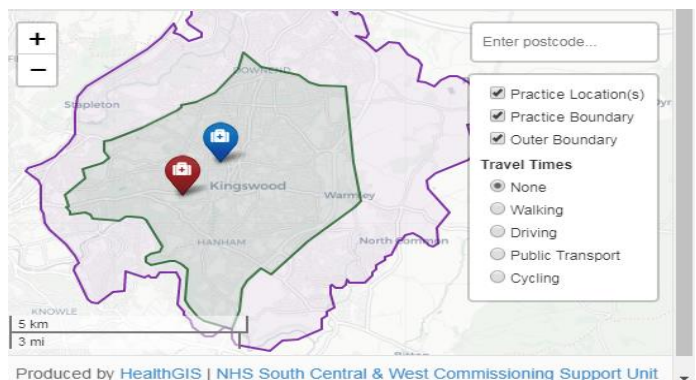 +
Enter postcode...
−
DOWNEND
Practice Location(s)
Stapleton
Practice Boundary
Outer Boundary
Travel Times
None
Kingswood
Warmley
Walking
Driving
HANHAM
North Common
Public Transport
Cycling
KNOWLE
5 km
3 mi
Produced by HealthGIS | NHS South Central & West Commissioning Support Unit